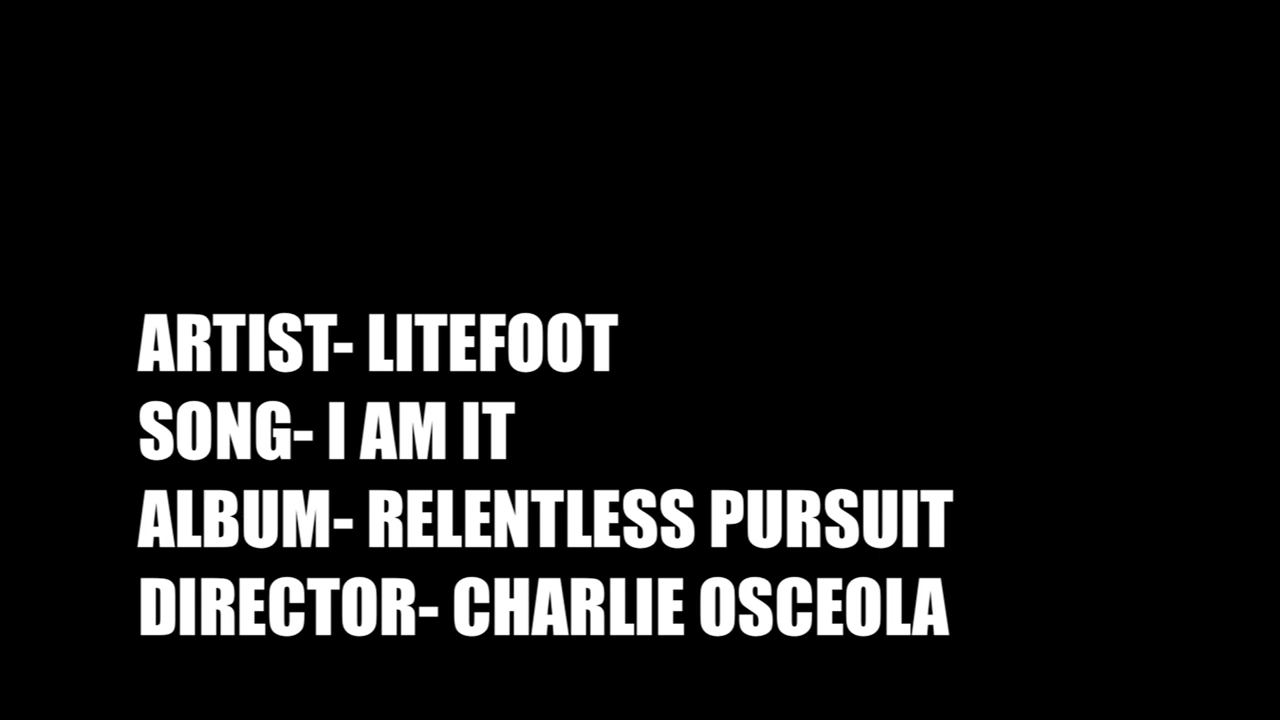 ARTIST- LITEFOOT
SONG- I AM IT
ALBUM- RELENTLESS PURSUIT
DIRECTOR- CHARLIE OSCEOLA